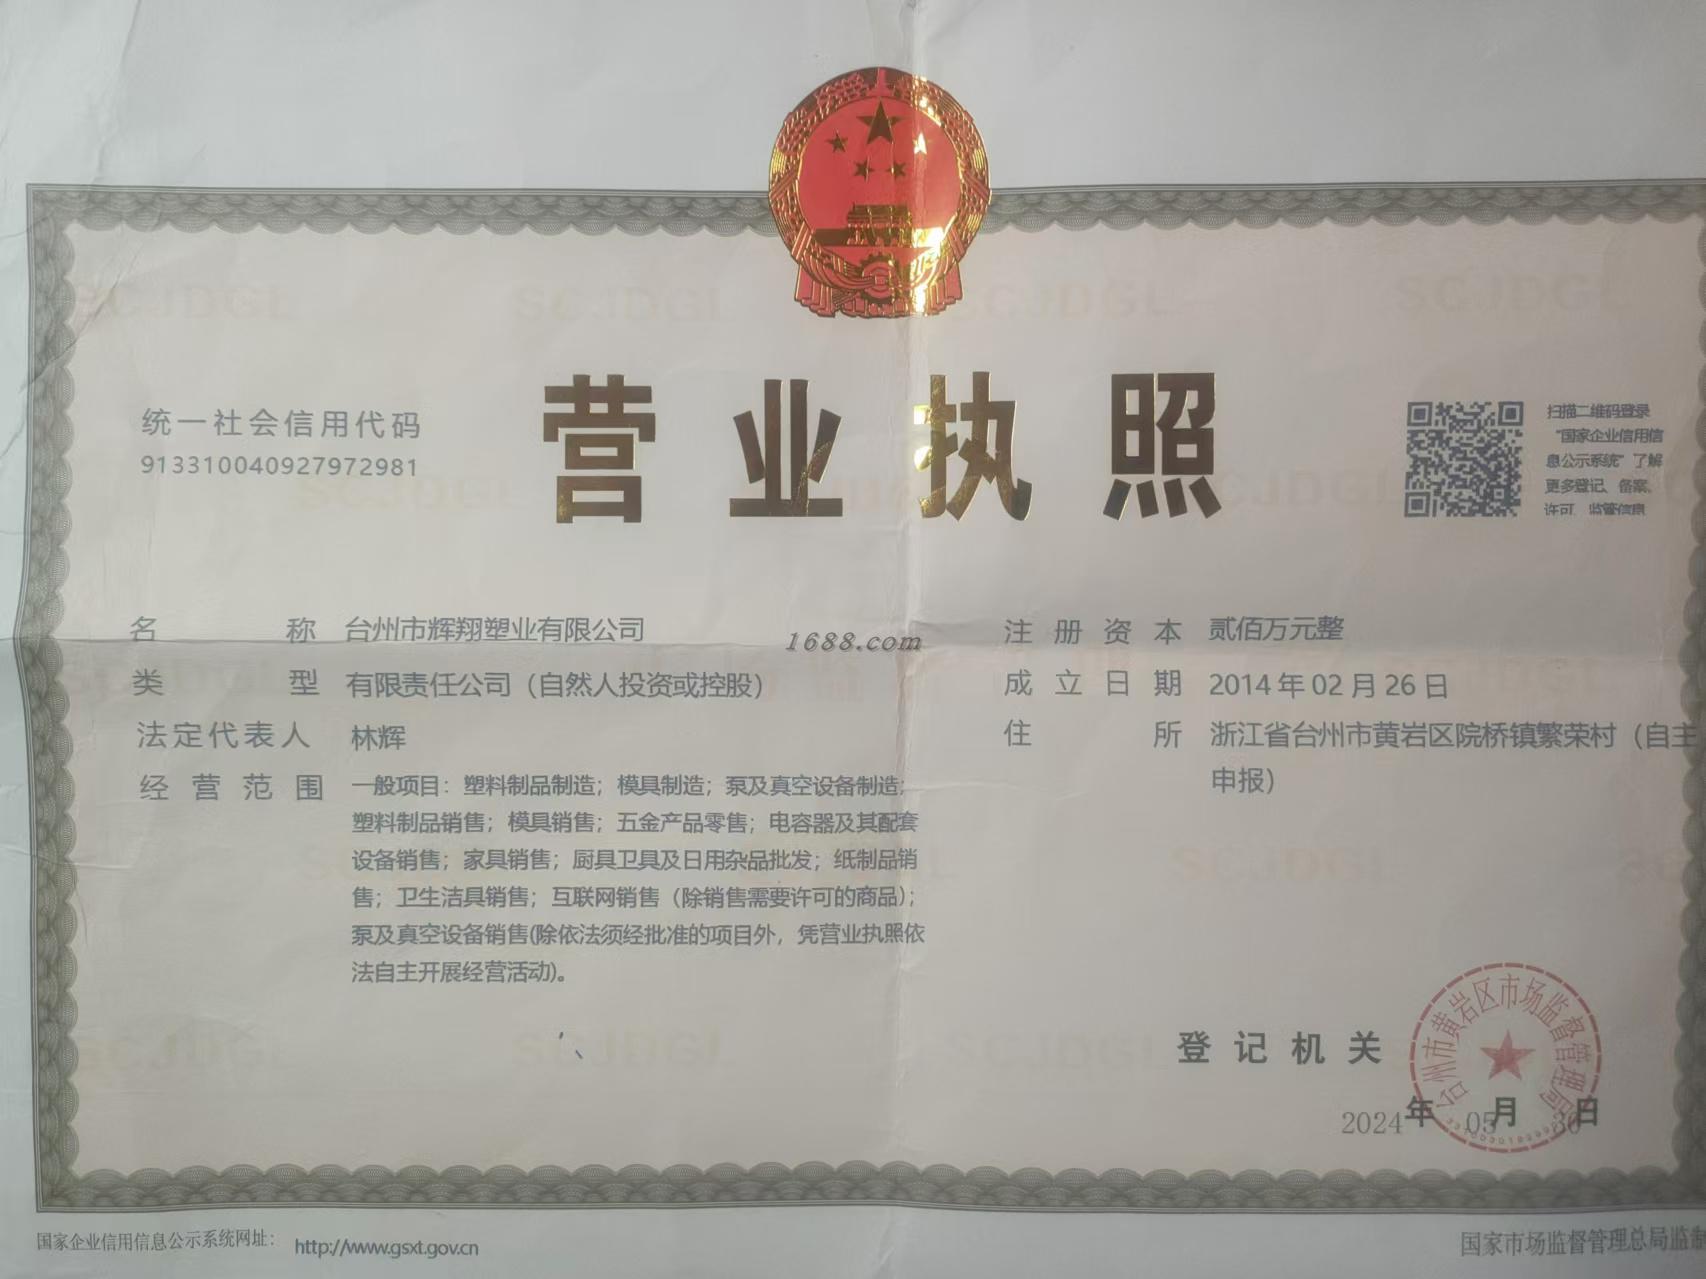 营业执照
统一社会信用代码
913310040927972981
扫描二维码登录
“国家企业信用信
息公示系统”了解
更多登记、备案、
许可、监管信息
名称 台州市辉翔塑业有限公司
类型 有限责任公司（自然人投资或控股）
法定代表人 林辉
经营范围 一般项目：塑料制品制造；模具制造；泵及真空设备制造；
塑料制品销售；模具销售；五金产品零售；电容器及其配套
设备销售；家具销售；厨具卫具及日用杂品批发；纸制品销
售；卫生洁具销售；互联网销售（除销售需要许可的商品）；
泵及真空设备销售(除依法须经批准的项目外，凭营业执照依
法自主开展经营活动)。
1688.com
注册资本 贰佰万元整
成立日期 2014年02月26日
住所 浙江省台州市黄岩区院桥镇繁荣村（自主
申报）
登记机关
台州市黄岩区市场监督管理局
2024年05月30日
国家企业信用信息公示系统网址： http://www.gsxt.gov.cn
国家市场监督管理总局监制
SCJDGL